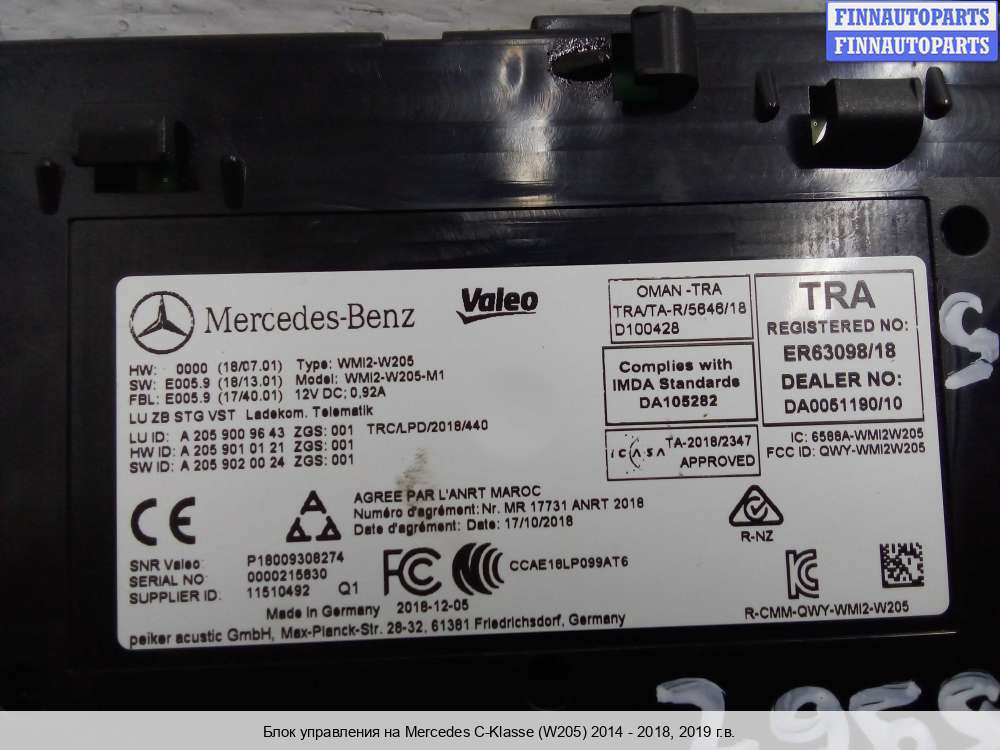 FINNAUTOPARTS
FINNAUTOPARTS
Mercedes-Benz
Valeo
HW: 0000 (18/07.01) Type: WMI2-W205
SW: E005.9 (18/13.01) Model: WMI2-W205-M1
FBL: E005.9 (17/40.01) 12V DC; 0,92A
LU ZB STG VST Ladekom. Telematik
LU ID: A 205 900 96 43 ZGS: 001 TRC/LPD/2018/440
HW ID: A 205 901 01 21 ZGS: 001
SW ID: A 205 902 00 24 ZGS: 001
OMAN -TRA
TRA/TA-R/5646/18
D100428
Complies with
IMDA Standards
DA105282
ICASA TA-2018/2347
APPROVED
TRA
REGISTERED NO:
ER63098/18
DEALER NO:
DA0051190/10
IC: 6588A-WMI2W205
FCC ID: QWY-WMI2W205
CE
AGREE PAR L'ANRT MAROC
Numéro d'agrément: Nr. MR 17731 ANRT 2018
Date d'agrément: Date: 17/10/2018
R-NZ
SNR Valeo: P18009308274
SERIAL NO: 0000215830
SUPPLIER ID: 11510492 Q1
FC
CCAE18LP099AT6
Made in Germany 2018-12-05
peiker acustic GmbH, Max-Planck-Str. 28-32, 61381 Friedrichsdorf, Germany
R-CMM-QWY-WMI2-W205
Блок управления на Mercedes C-Klasse (W205) 2014 - 2018, 2019 г.в.